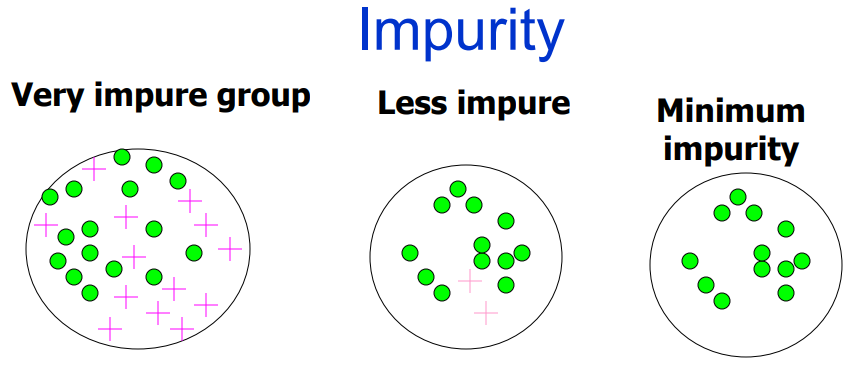 Impurity
Very impure group
Less impure
Minimum
impurity